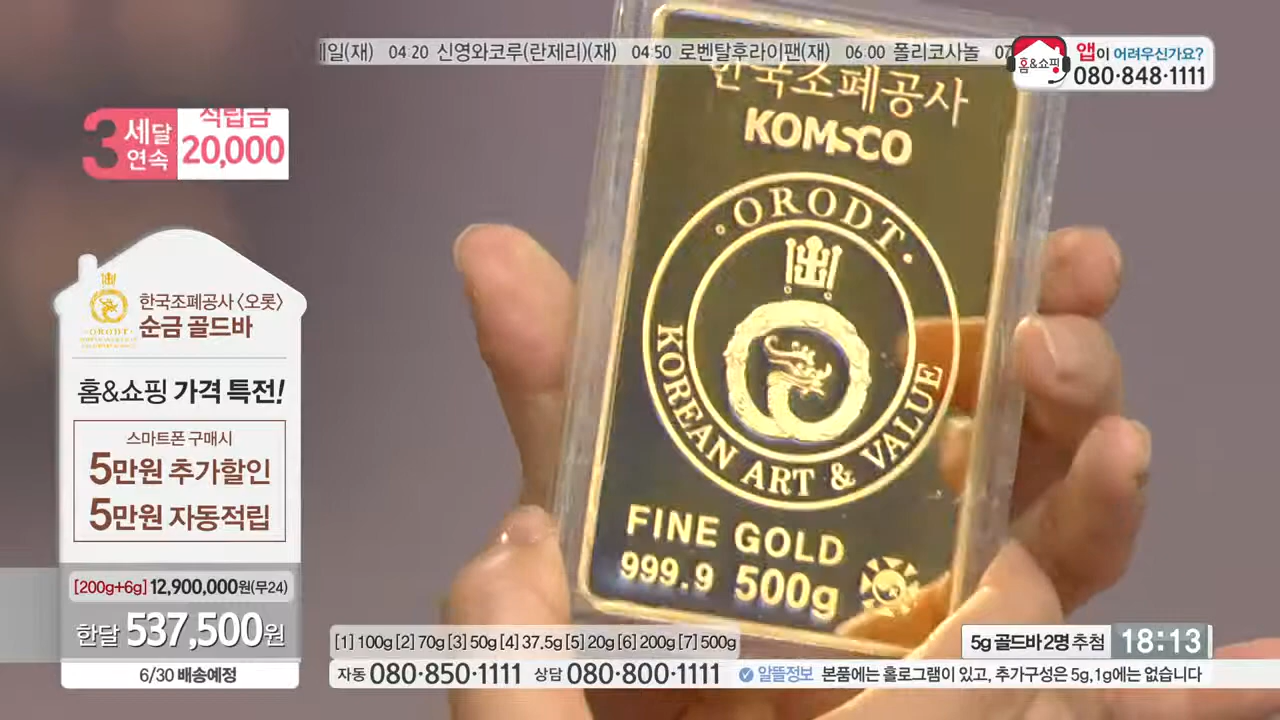 일(재) 04:20 신영와코루(란제리)(재) 04:50 로벤탈후라이팬(재) 06:00 폴리코사놀 07
홈&쇼핑
앱이 어려우신가요?
080·848·1111
3 세달 연속
적립금
20,000
한국조폐공사
KOMSCO
·ORODT·
KOREAN ART & VALUE
FINE GOLD
999.9 500g
ORODT
한국조폐공사 <오롯>
순금 골드바
홈&쇼핑 가격 특전!
스마트폰 구매시
5만원 추가할인
5만원 자동적립
[200g+6g] 12,900,000원(무24)
한달 537,500원
6/30 배송예정
[1] 100g [2] 70g [3] 50g [4] 37.5g [5] 20g [6] 200g [7] 500g
5g 골드바 2명 추첨 18:13
자동 080·850·1111 상담 080·800·1111
알뜰정보 본품에는 홀로그램이 있고, 추가구성은 5g,1g에는 없습니다